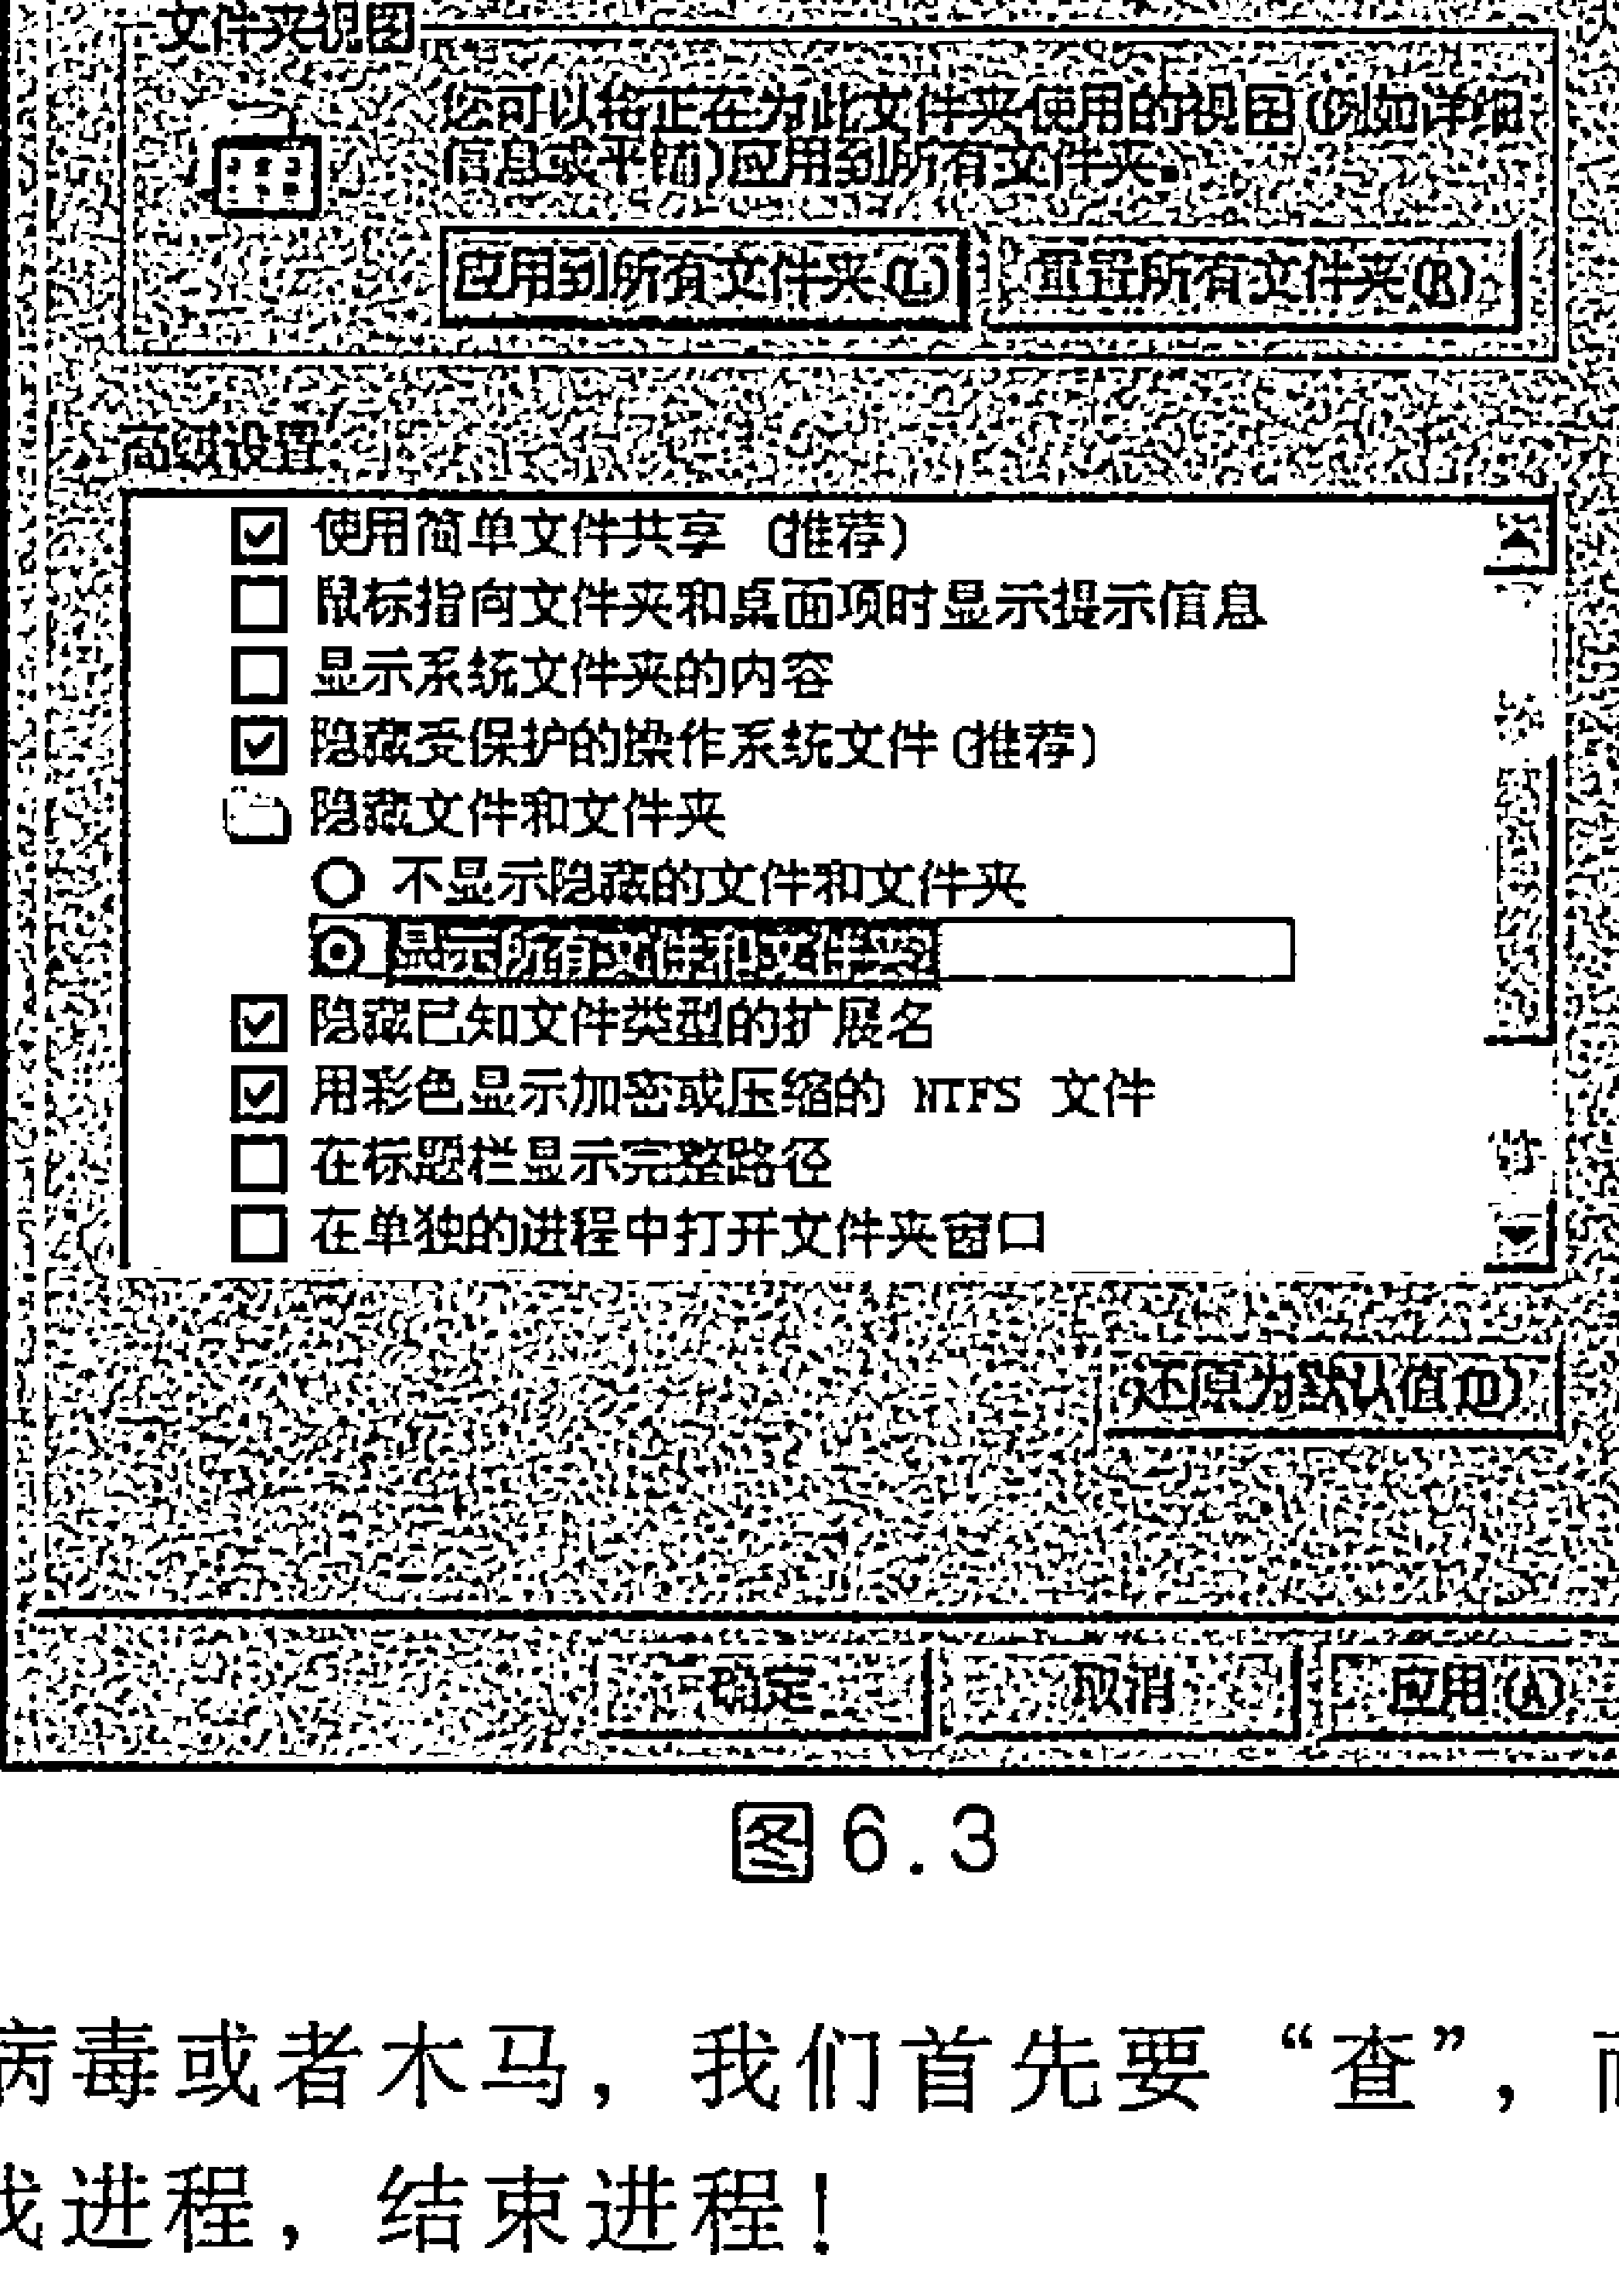 文件夹视图
您可以将正在为此文件夹使用的视图(例如详细
信息或平铺)应用到所有文件夹。
应用到所有文件夹(L) 重置所有文件夹(R)
高级设置:
使用简单文件共享 (推荐)
鼠标指向文件夹和桌面项时显示提示信息
显示系统文件夹的内容
隐藏受保护的操作系统文件(推荐)
隐藏文件和文件夹
不显示隐藏的文件和文件夹
显示所有文件和文件夹
隐藏已知文件类型的扩展名
用彩色显示加密或压缩的 NTFS 文件
在标题栏显示完整路径
在单独的进程中打开文件夹窗口
还原为默认值(D)
确定 取消 应用(A)
图6.3
病毒或者木马，我们首先要“查”，
进程，结束进程！